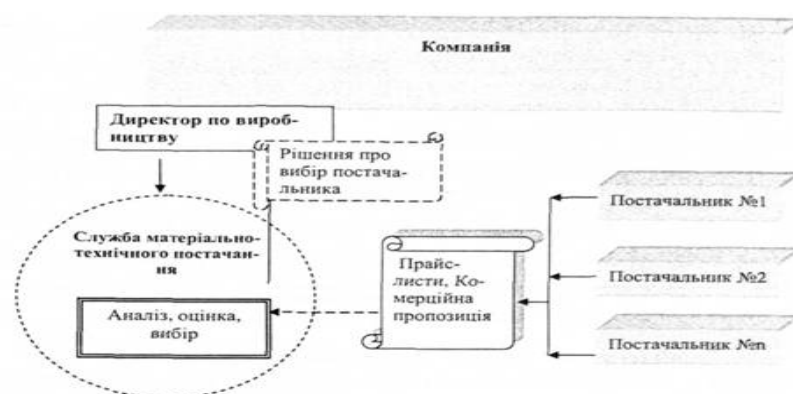 Компанія
Директор по вироб-
ництву
Рішення про
вибір постача-
льника
Служба матеріально-
технічного постачан-
ня
Аналіз, оцінка,
вибір
Прайс-
листи, Ко-
мерційна
пропозиція
Постачальник №1
Постачальник №2
Постачальник №n